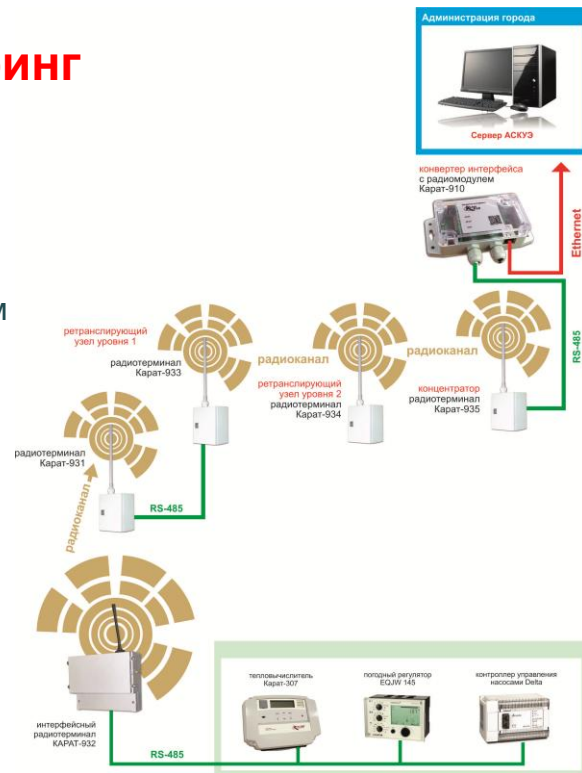 инг
Администрация города
Сервер АСКУЭ
конвертер интерфейса
с радиомодулем
Карат-910
Ethernet
RS-485
м
ретранслирующий
узел уровня 1
радиотерминал
Карат-933
радиоканал
ретранслирующий
узел уровня 2
радиотерминал
Карат-934
радиоканал
концентратор
радиотерминал
Карат-935
радиотерминал
Карат-931
RS-485
радиоканал
интерфейсный
радиотерминал
КАРАТ-932
RS-485
тепловычислитель
Карат-307
погодный регулятор
EQJW 145
контроллер управления
насосами Delta